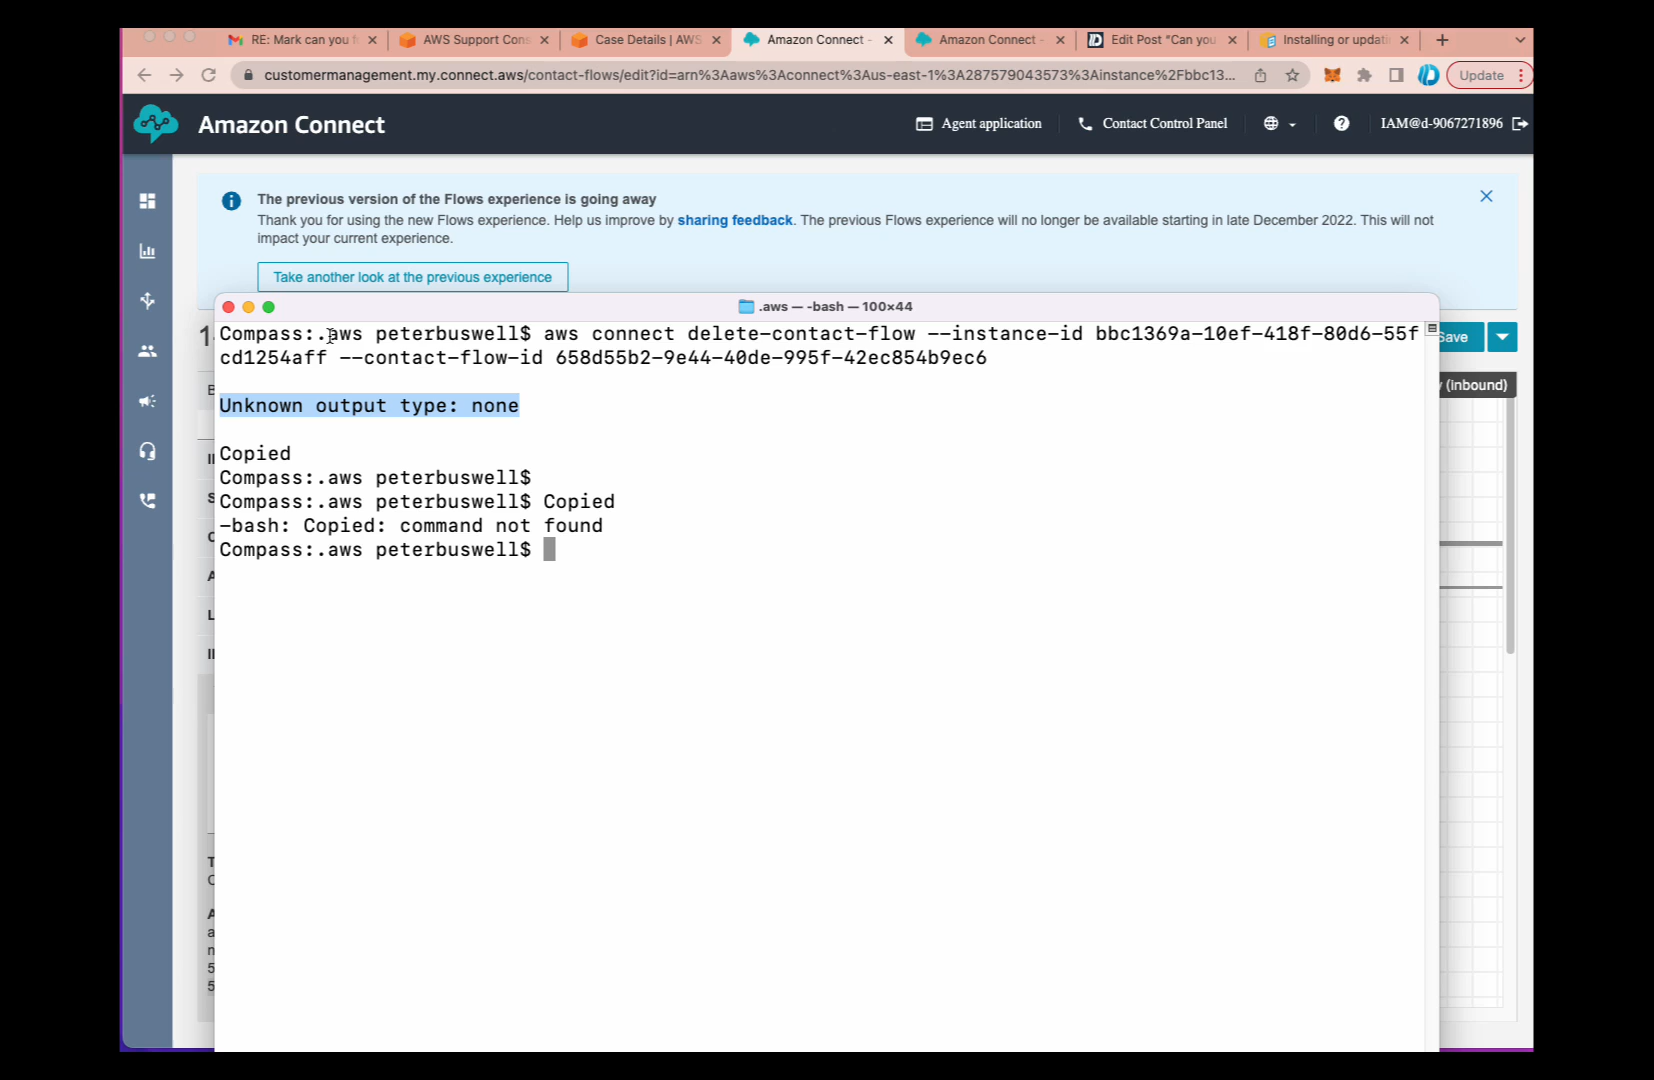 RE: Mark can you f
AWS Support Cons
Case Details | AWS
Amazon Connect -
Amazon Connect -
Edit Post "Can you
Installing or updati
customermanagement.my.connect.aws/contact-flows/edit?id=arn%3Aaws%3Aconnect%3Aus-east-1%3A287579043573%3Ainstance%2Fbbc13...
Update
Amazon Connect
Agent application
Contact Control Panel
IAM@d-9067271896
The previous version of the Flows experience is going away
Thank you for using the new Flows experience. Help us improve by sharing feedback. The previous Flows experience will no longer be available starting in late December 2022. This will not
impact your current experience.
Take another look at the previous experience
.aws — -bash — 100×44
Compass:.aws peterbuswell$ aws connect delete-contact-flow --instance-id bbc1369a-10ef-418f-80d6-55f
cd1254aff --contact-flow-id 658d55b2-9e44-40de-995f-42ec854b9ec6
Save
(inbound)
Unknown output type: none
Copied
Compass:.aws peterbuswell$
Compass:.aws peterbuswell$ Copied
-bash: Copied: command not found
Compass:.aws peterbuswell$